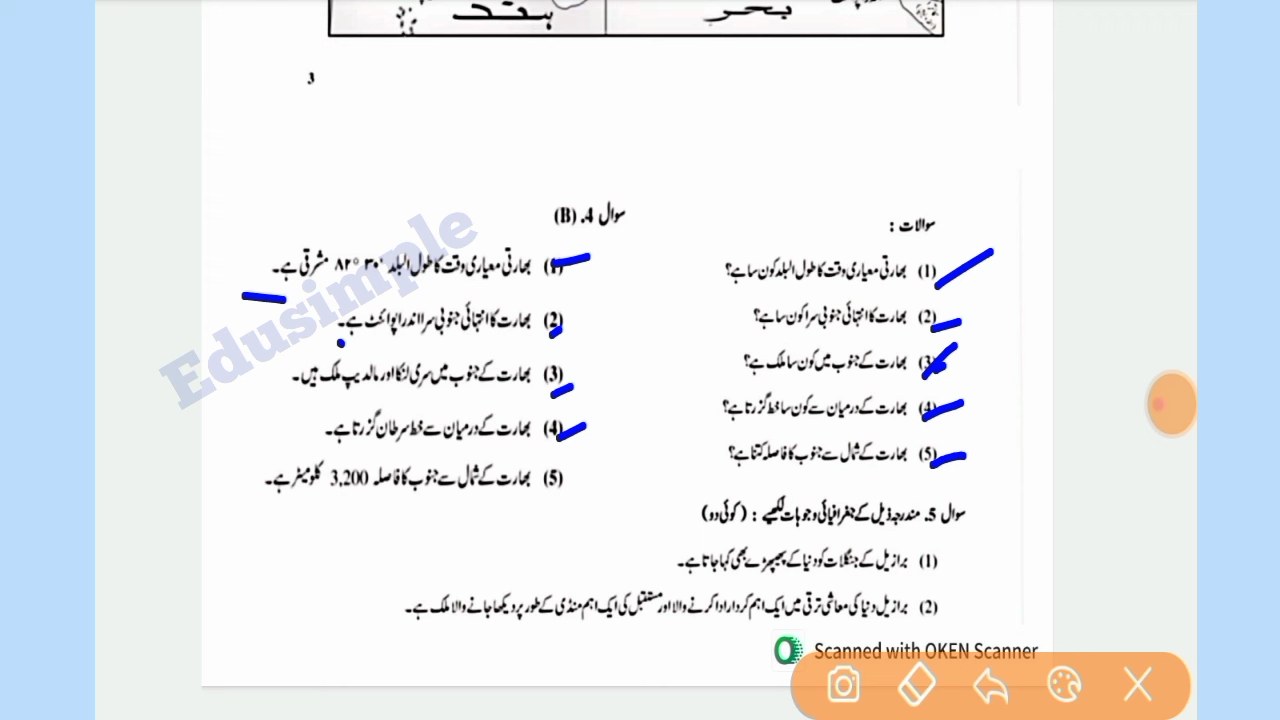 ہند
بحر
3
سوالات :
(1) بھارتی معیاری وقت کا طول البلد کون سا ہے؟
(2) بھارت کا انتہائی جنوبی سرا کون سا ہے؟
(3) بھارت کے جنوب میں کون سا ملک ہے؟
(4) بھارت کے درمیان سے کون سا خط گزرتا ہے؟
(5) بھارت کے شمال سے جنوب کا فاصلہ کتنا ہے؟
سوال 4. (B)
(1) بھارتی معیاری وقت کا طول البلد ۸۲° ۳۰' مشرقی ہے۔
(2) بھارت کا انتہائی جنوبی سرا اندرا پوائنٹ ہے۔
(3) بھارت کے جنوب میں سری لنکا اور مالدیپ ملک ہیں۔
(4) بھارت کے درمیان سے خط سرطان گزرتا ہے۔
(5) بھارت کے شمال سے جنوب کا فاصلہ 3,200 کلومیٹر ہے۔
سوال 5. مندرجہ ذیل کے جغرافیائی وجوہات لکھیے : (کوئی دو)
(1) برازیل کے جنگلات کو دنیا کے پھیپھڑے بھی کہا جاتا ہے۔
(2) برازیل دنیا کی معاشی ترقی میں ایک اہم کردار ادا کرنے والا اور مستقبل کی ایک اہم منڈی کے طور پر دیکھا جانے والا ملک ہے۔
Edusimple
Scanned with OKEN Scanner